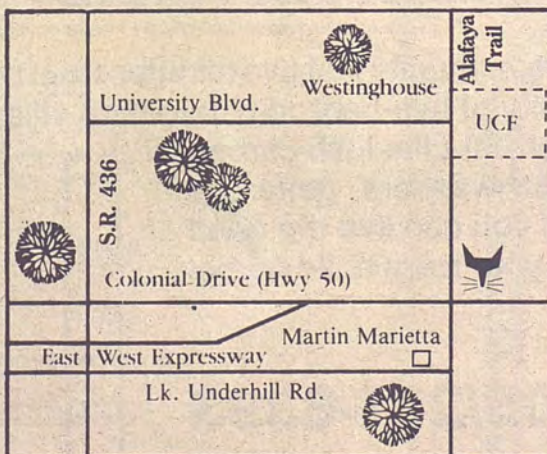 Alafaya
Trail
Westinghouse
University Blvd.
UCF
S.R. 436
Colonial Drive (Hwy 50)
Martin Marietta
East West Expressway
Lk. Underhill Rd.